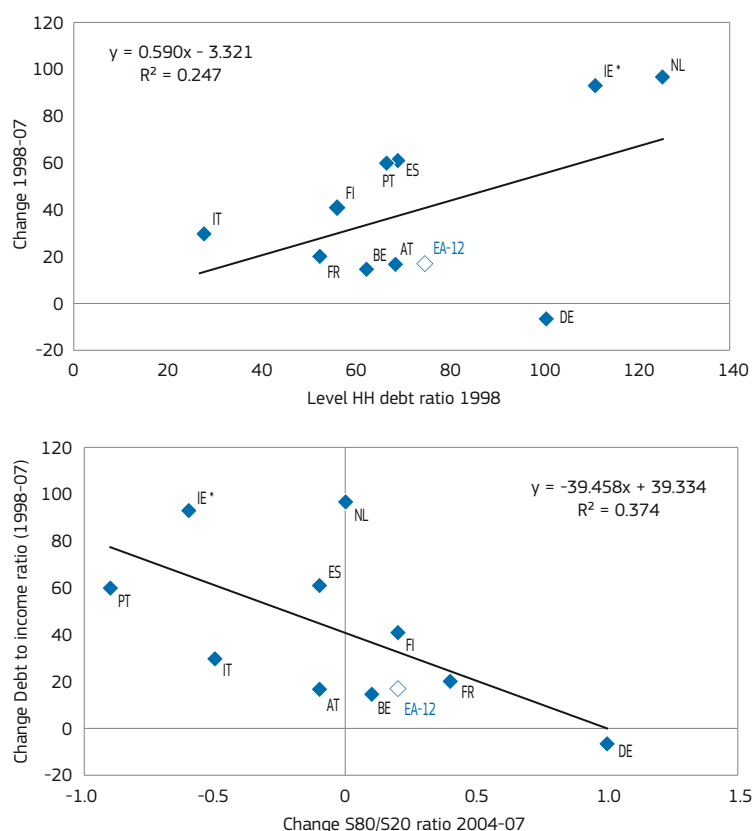 120
100
80
60
40
20
0
-20
Change 1998-07
y = 0.590x - 3.321
R² = 0.247
IE *
NL
ES
PT
FI
IT
FR
BE
AT
EA-12
DE
0 20 40 60 80 100 120 140
Level HH debt ratio 1998
120
100
80
60
40
20
0
-20
Change Debt to income ratio (1998-07)
y = -39.458x + 39.334
R² = 0.374
IE *
NL
ES
PT
FI
IT
AT
BE
EA-12
FR
DE
-1.0 -0.5 0 0.5 1.0 1.5
Change S80/S20 ratio 2004-07